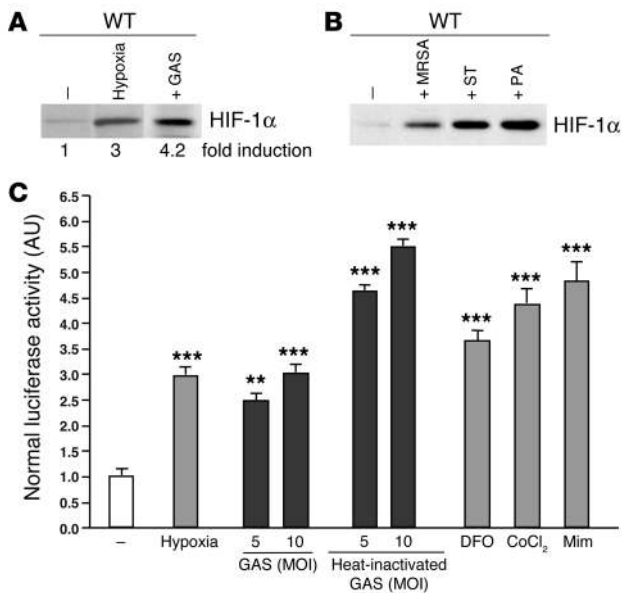 A
WT
–
Hypoxia
+ GAS
HIF-1α
1 3 4.2 fold induction
B
WT
–
+ MRSA
+ ST
+ PA
HIF-1α
C
Normal luciferase activity (AU)
6.5
6.0
5.5
5.0
4.5
4.0
3.5
3.0
2.5
2.0
1.5
1.0
0.5
0.0
***
**
***
***
***
***
***
***
– Hypoxia 5 10 5 10 DFO CoCl₂ Mim
GAS (MOI) Heat-inactivated
GAS (MOI)